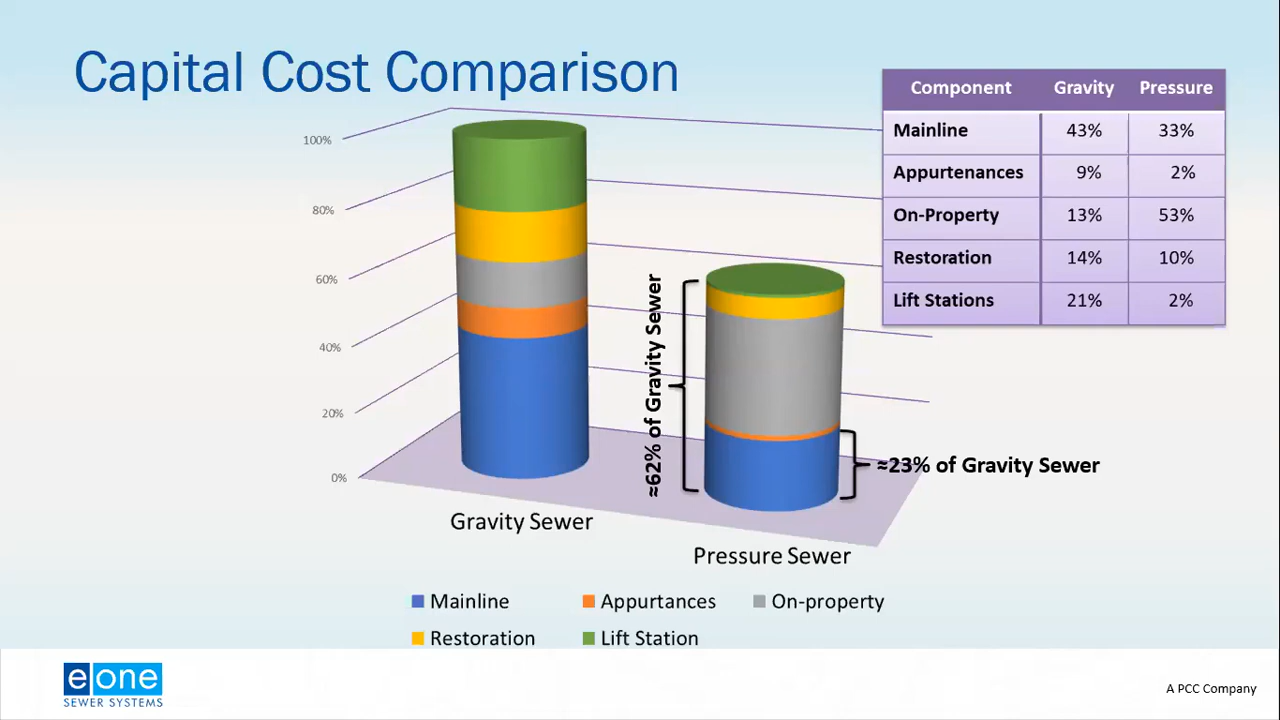 Capital Cost Comparison
Component Gravity Pressure
Mainline 43% 33%
Appurtenances 9% 2%
On-Property 13% 53%
Restoration 14% 10%
Lift Stations 21% 2%
100%
80%
60%
40%
20%
0%
≈62% of Gravity Sewer
≈23% of Gravity Sewer
Gravity Sewer
Pressure Sewer
Mainline Appurtances On-property
Restoration Lift Station
e one
SEWER SYSTEMS
A PCC Company